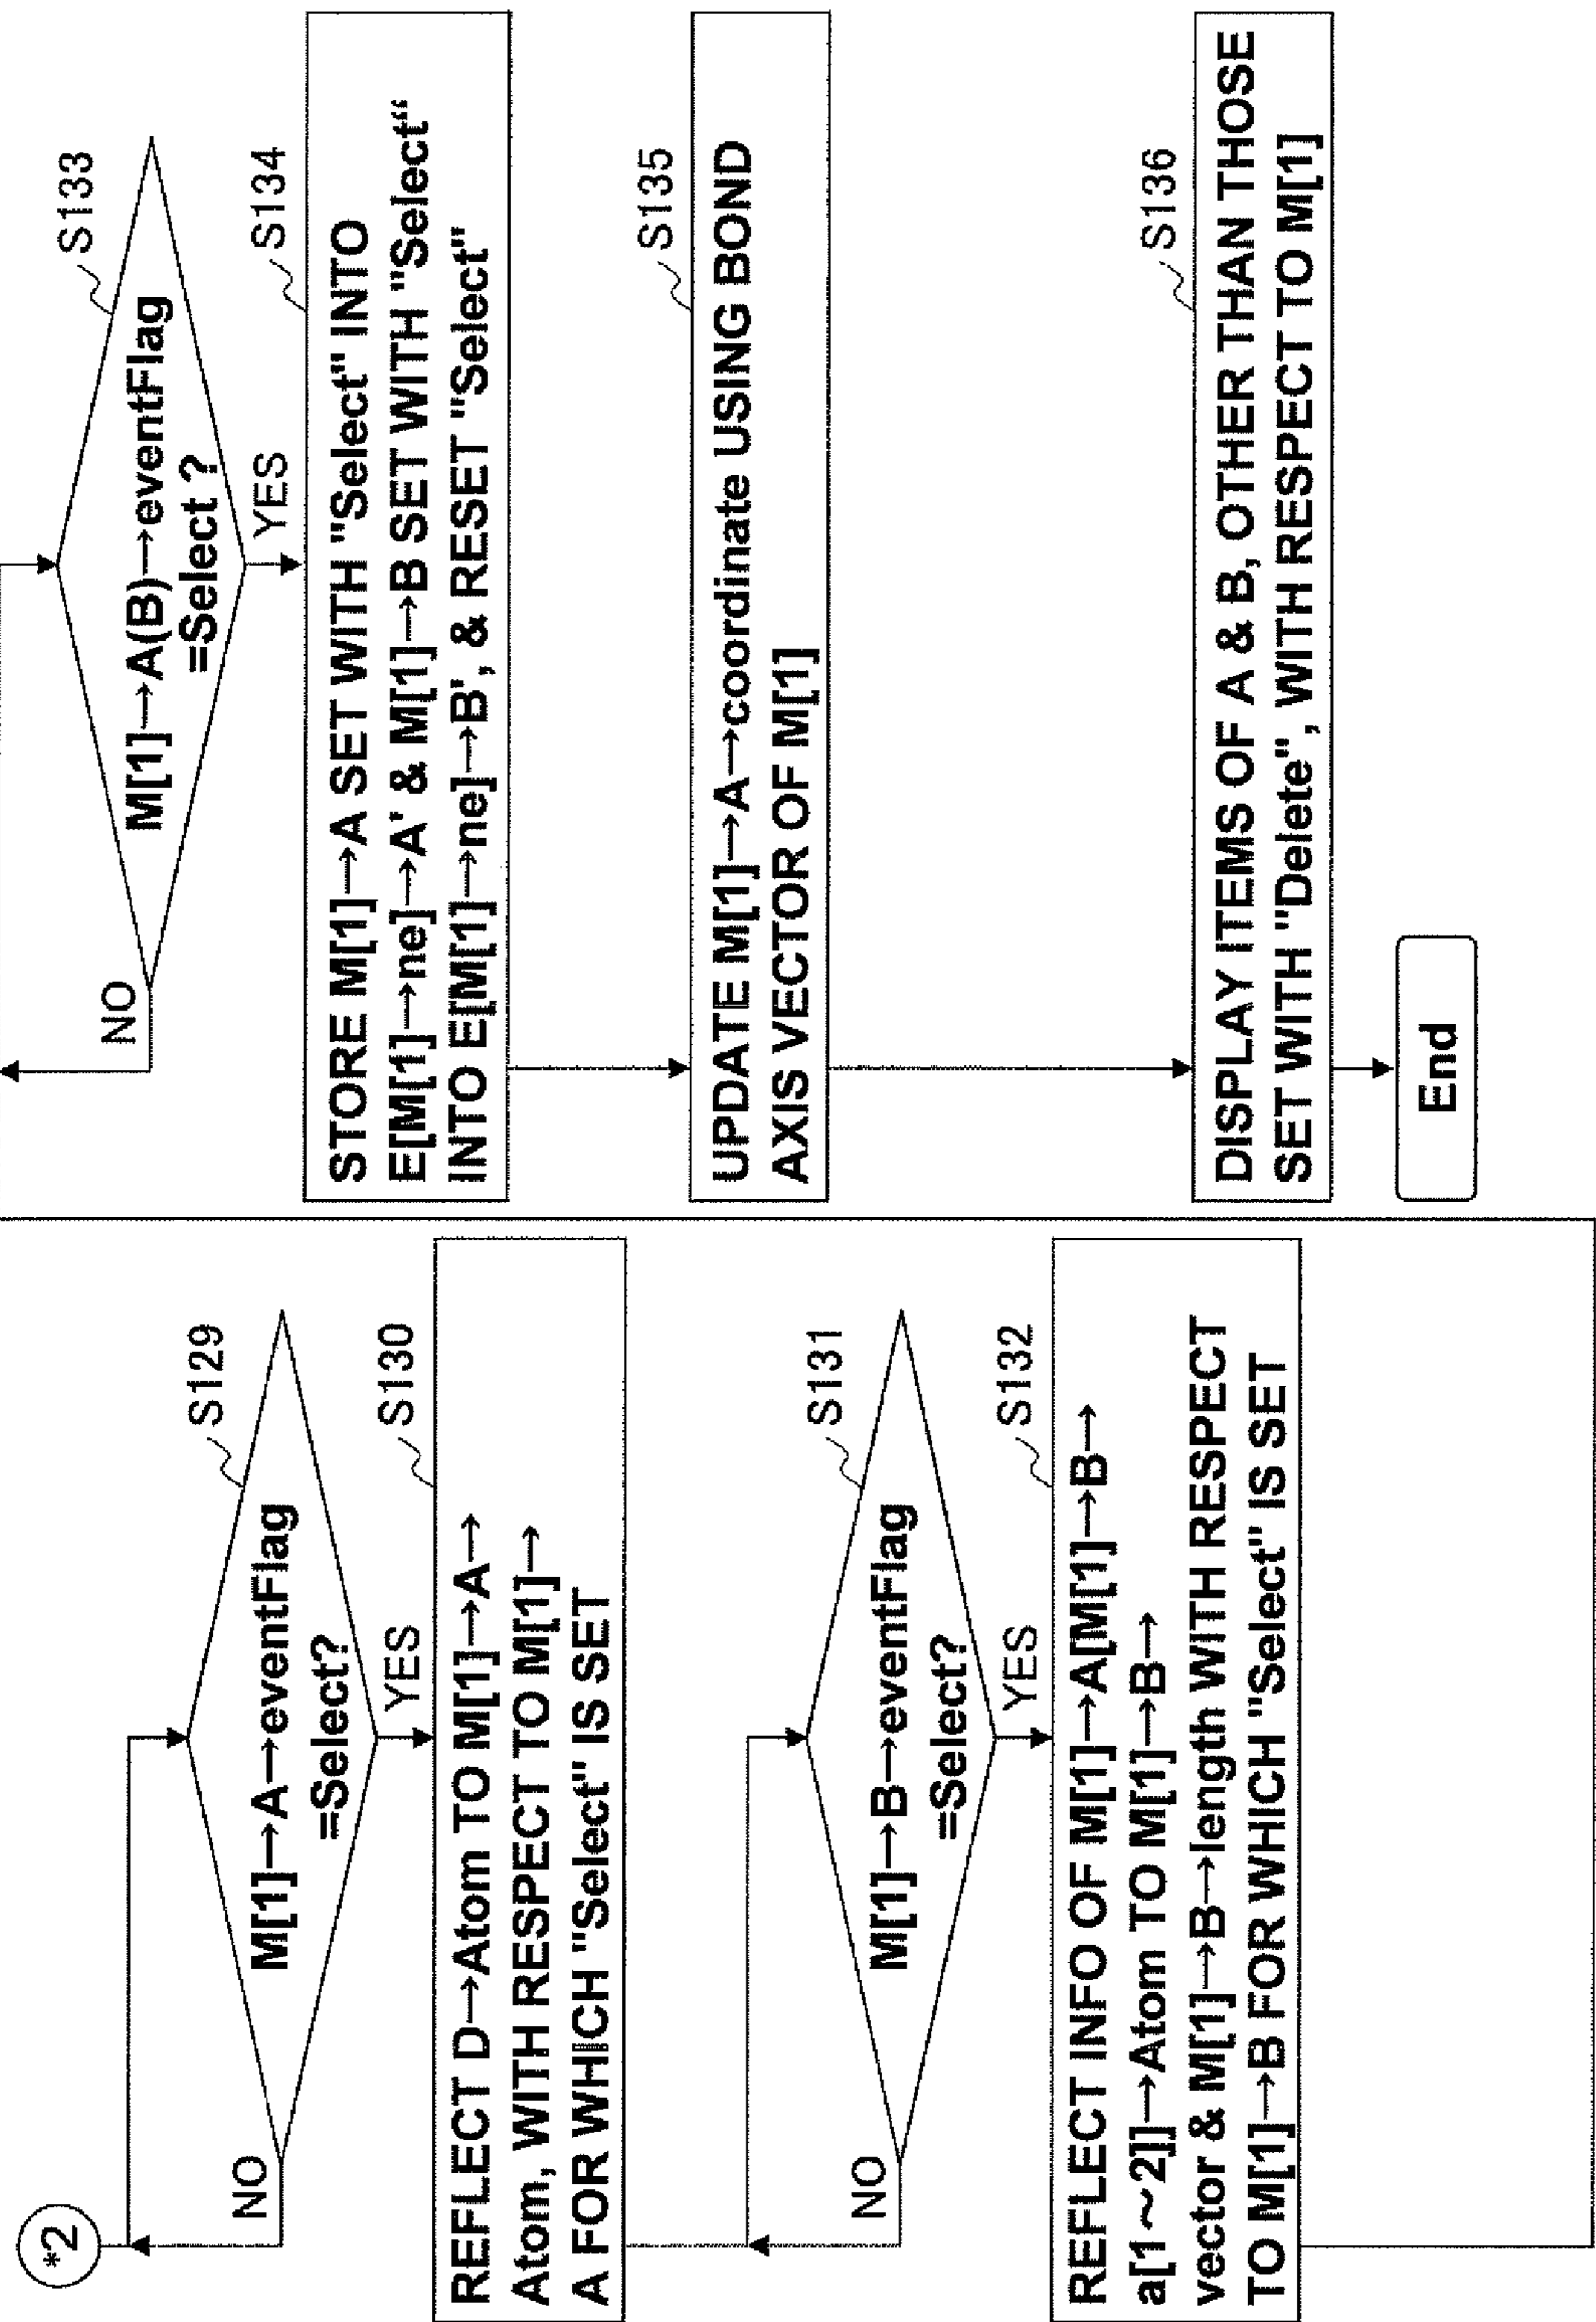 *2
S129
M[1]→A→eventFlag
=Select?
NO
YES
S130
REFLECT D→Atom TO M[1]→A→
Atom, WITH RESPECT TO M[1]→
A FOR WHICH "Select" IS SET
S131
M[1]→B→eventFlag
=Select?
NO
YES
S132
REFLECT INFO OF M[1]→A[M[1]→B→
a[1~2]]→Atom TO M[1]→B→
vector & M[1]→B→length WITH RESPECT
TO M[1]→B FOR WHICH "Select" IS SET
S133
M[1]→A(B)→eventFlag
=Select ?
NO
YES
S134
STORE M[1]→A SET WITH "Select" INTO
E[M[1]→ne]→A' & M[1]→B SET WITH "Select"
INTO E[M[1]→ne]→B', & RESET "Select"
S135
UPDATE M[1]→A→coordinate USING BOND
AXIS VECTOR OF M[1]
S136
DISPLAY ITEMS OF A & B, OTHER THAN THOSE
SET WITH "Delete", WITH RESPECT TO M[1]
End